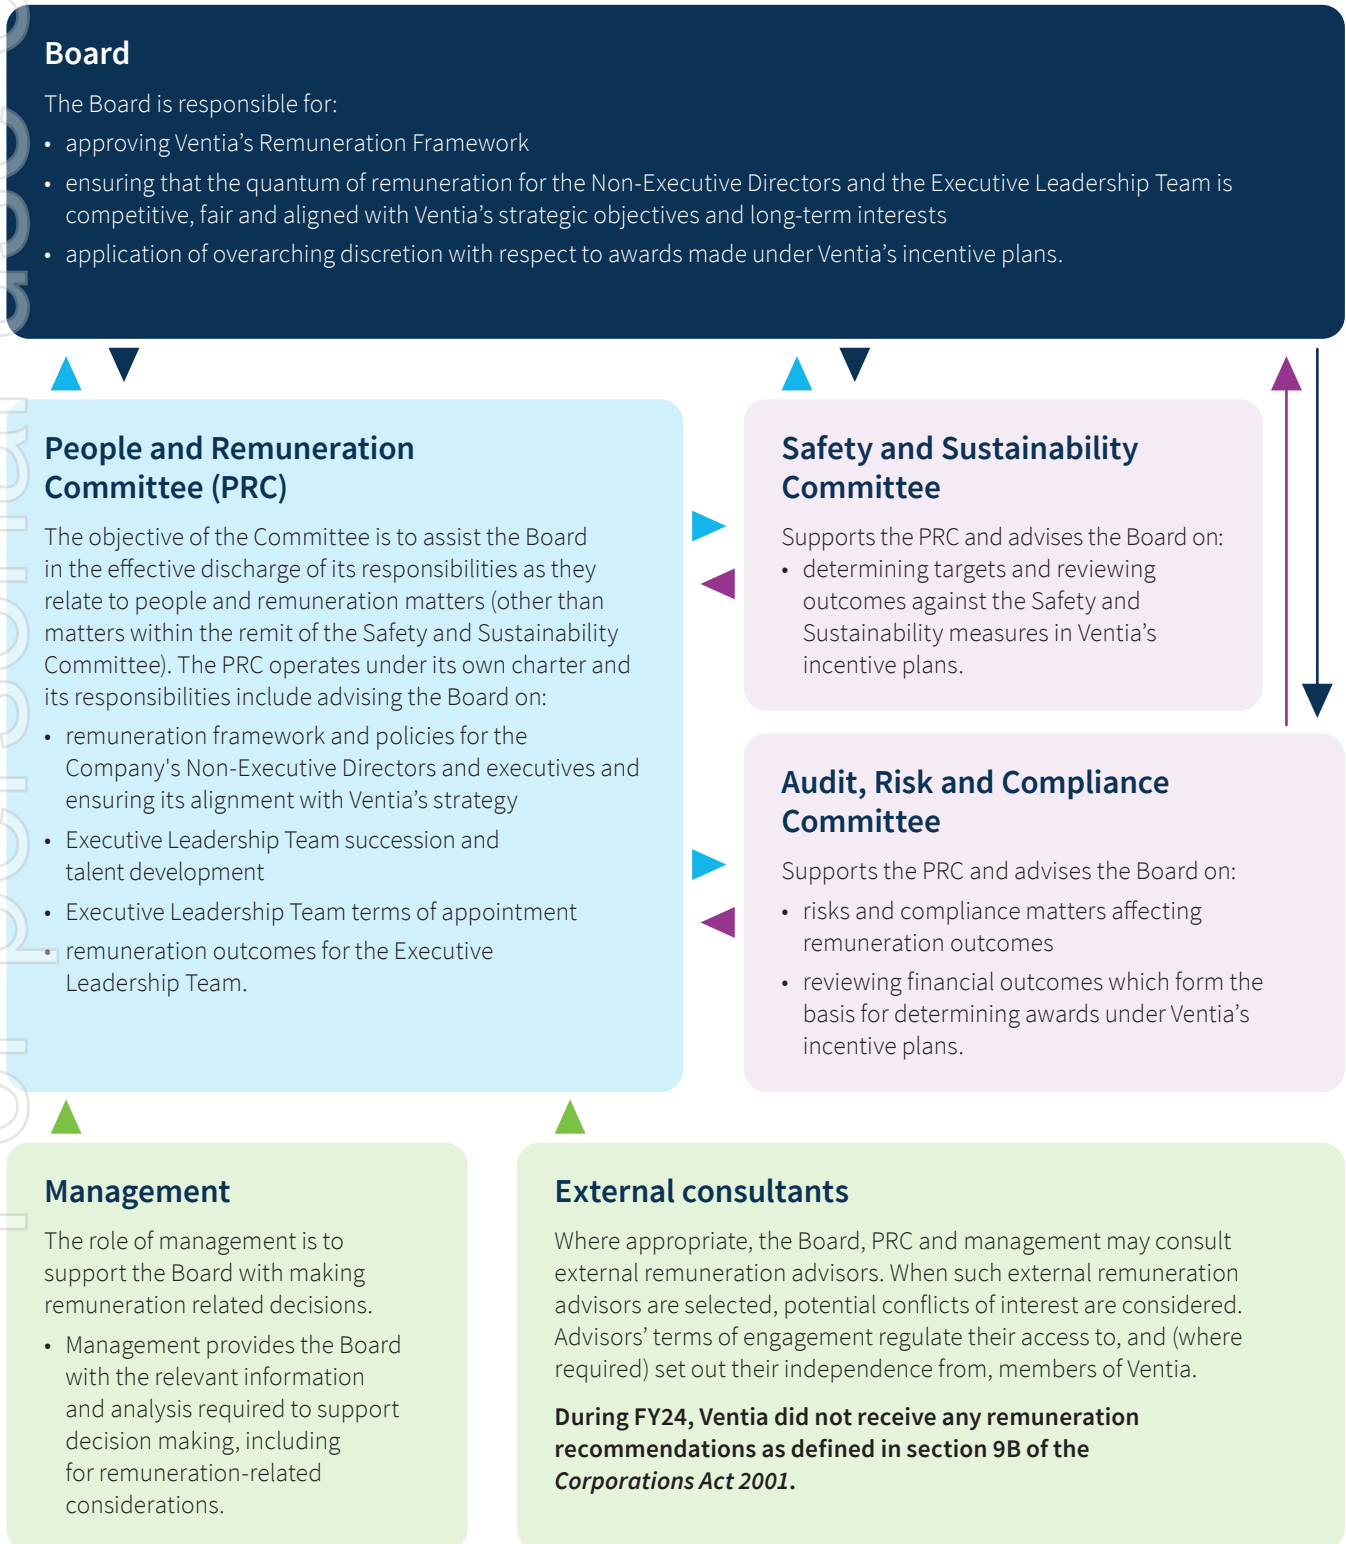 Board
The Board is responsible for:
• approving Ventia’s Remuneration Framework
• ensuring that the quantum of remuneration for the Non-Executive Directors and the Executive Leadership Team is
competitive, fair and aligned with Ventia’s strategic objectives and long-term interests
• application of overarching discretion with respect to awards made under Ventia’s incentive plans.
People and Remuneration
Committee (PRC)
The objective of the Committee is to assist the Board
in the effective discharge of its responsibilities as they
relate to people and remuneration matters (other than
matters within the remit of the Safety and Sustainability
Committee). The PRC operates under its own charter and
its responsibilities include advising the Board on:
• remuneration framework and policies for the
Company's Non-Executive Directors and executives and
ensuring its alignment with Ventia’s strategy
• Executive Leadership Team succession and
talent development
• Executive Leadership Team terms of appointment
• remuneration outcomes for the Executive
Leadership Team.
Safety and Sustainability
Committee
Supports the PRC and advises the Board on:
• determining targets and reviewing
outcomes against the Safety and
Sustainability measures in Ventia’s
incentive plans.
Audit, Risk and Compliance
Committee
Supports the PRC and advises the Board on:
• risks and compliance matters affecting
remuneration outcomes
• reviewing financial outcomes which form the
basis for determining awards under Ventia’s
incentive plans.
Management
The role of management is to
support the Board with making
remuneration related decisions.
• Management provides the Board
with the relevant information
and analysis required to support
decision making, including
for remuneration-related
considerations.
External consultants
Where appropriate, the Board, PRC and management may consult
external remuneration advisors. When such external remuneration
advisors are selected, potential conflicts of interest are considered.
Advisors’ terms of engagement regulate their access to, and (where
required) set out their independence from, members of Ventia.
During FY24, Ventia did not receive any remuneration
recommendations as defined in section 9B of the
Corporations Act 2001.